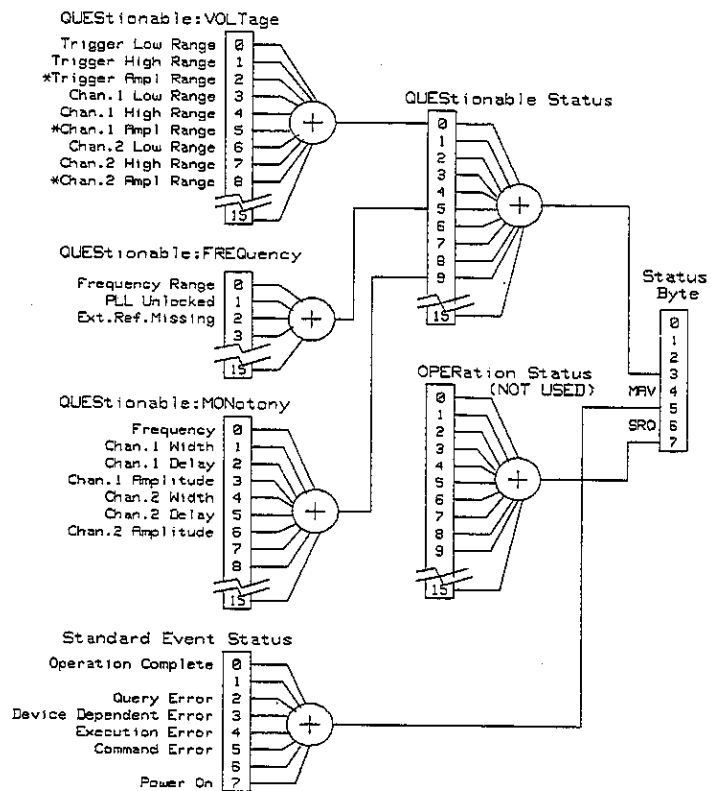 QUEStionable:VOLTage
Trigger Low Range 0
Trigger High Range 1
*Trigger Ampl Range 2
Chan.1 Low Range 3
Chan.1 High Range 4
*Chan.1 Ampl Range 5
Chan.2 Low Range 6
Chan.2 High Range 7
*Chan.2 Ampl Range 8
15
+
QUEStionable:FREQuency
Frequency Range 0
PLL Unlocked 1
Ext.Ref.Missing 2
3
15
+
QUEStionable:MONotony
Frequency 0
Chan.1 Width 1
Chan.1 Delay 2
Chan.1 Amplitude 3
Chan.2 Width 4
Chan.2 Delay 5
Chan.2 Amplitude 6
7
8
15
+
Standard Event Status
Operation Complete 0
1
Query Error 2
Device Dependent Error 3
Execution Error 4
Command Error 5
6
Power On 7
+
QUEStionable Status
0
1
2
3
4
5
6
7
8
9
15
+
OPERation Status
(NOT USED)
0
1
2
3
4
5
6
7
8
9
15
+
Status
Byte
0
1
2
3
MAV 4
5
SRQ 6
7